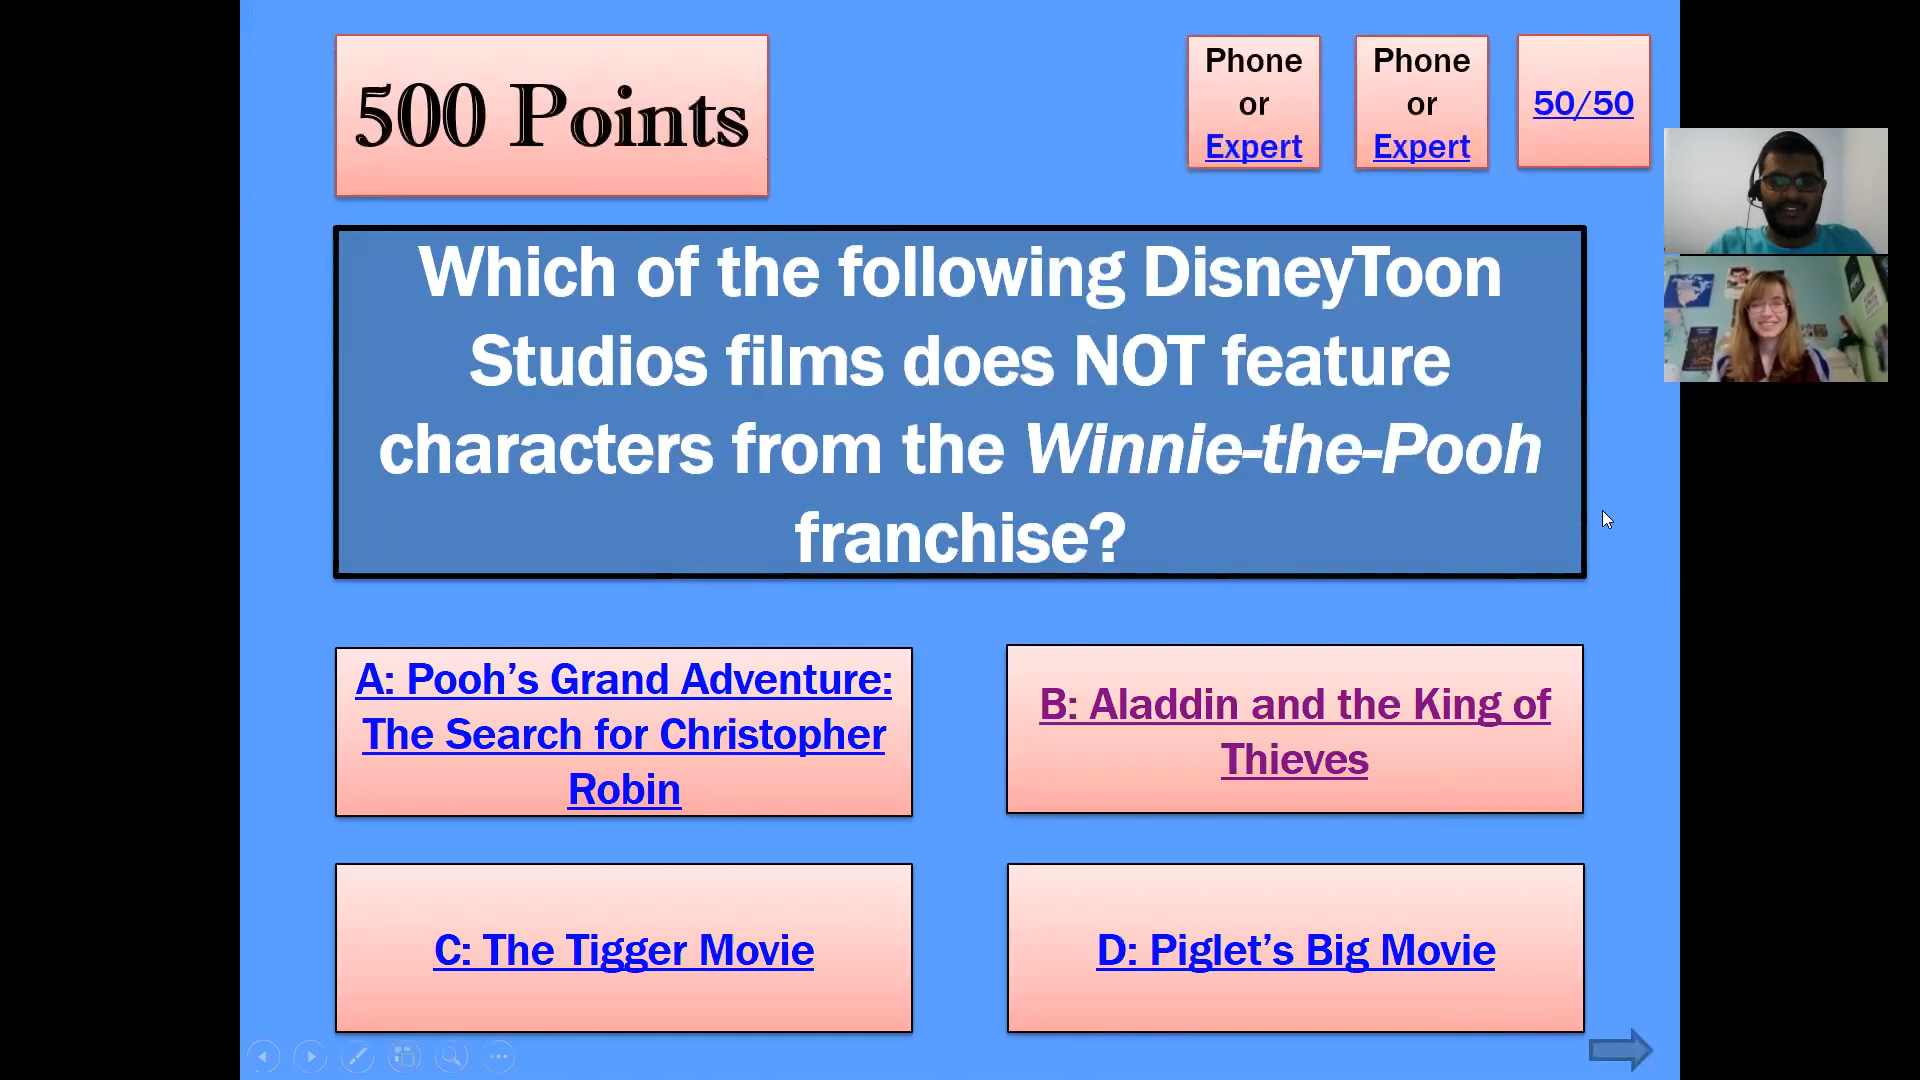 500 Points
Phone
or
Expert
Phone
or
Expert
50/50
Which of the following DisneyToon
Studios films does NOT feature
characters from the Winnie-the-Pooh
franchise?
A: Pooh’s Grand Adventure:
The Search for Christopher
Robin
B: Aladdin and the King of
Thieves
C: The Tigger Movie
D: Piglet’s Big Movie